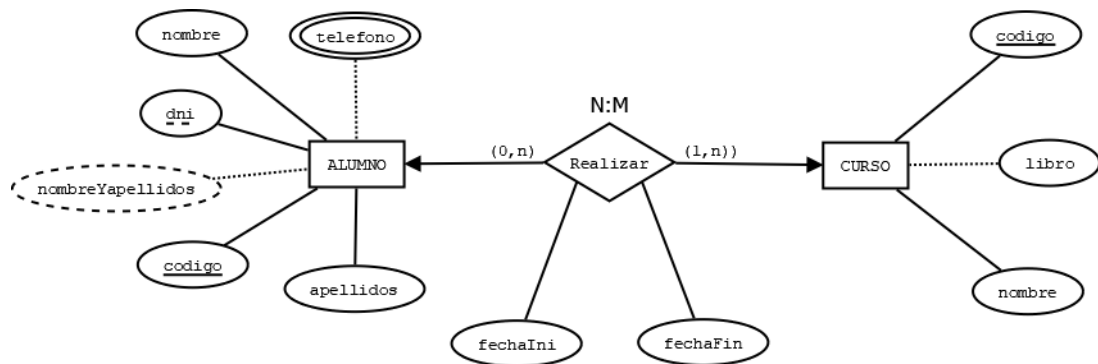 nombre
telefono
codigo
dni
N:M
ALUMNO
(0,n)
Realizar
(1,n))
CURSO
libro
nombreYapellidos
codigo
apellidos
nombre
fechaIni
fechaFin